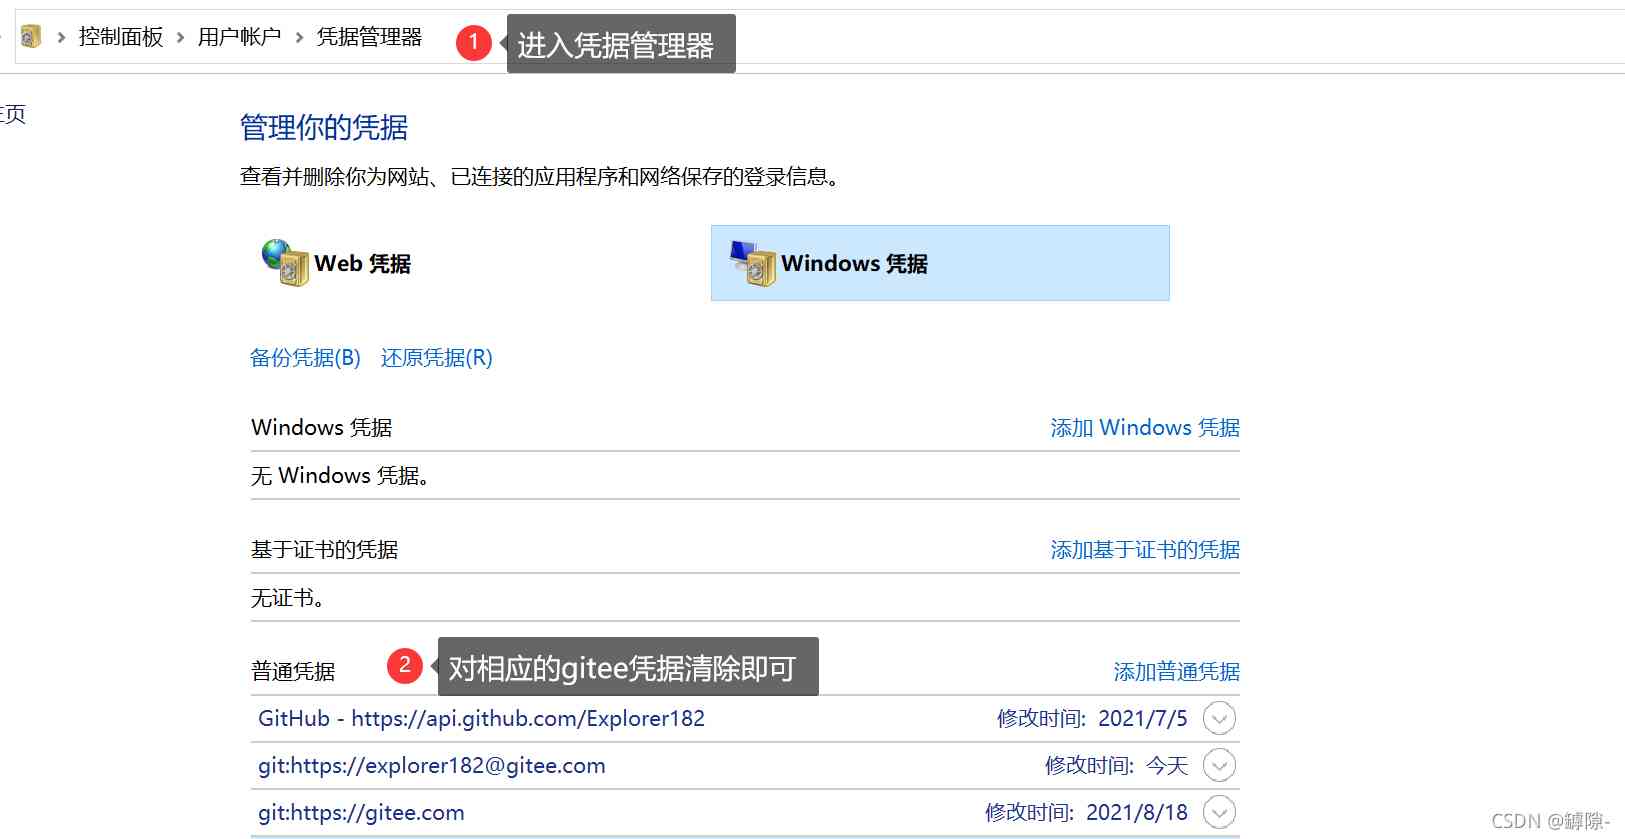 控制面板 用户帐户 凭据管理器 1 进入凭据管理器
主页
管理你的凭据
查看并删除你为网站、已连接的应用程序和网络保存的登录信息。
Web 凭据 Windows 凭据
备份凭据(B) 还原凭据(R)
Windows 凭据 添加 Windows 凭据
无 Windows 凭据。
基于证书的凭据 添加基于证书的凭据
无证书。
普通凭据 2 对相应的gitee凭据清除即可 添加普通凭据
GitHub - https://api.github.com/Explorer182 修改时间: 2021/7/5
git:https://explorer182@gitee.com 修改时间: 今天
git:https://gitee.com 修改时间: 2021/8/18
CSDN @罅隙-